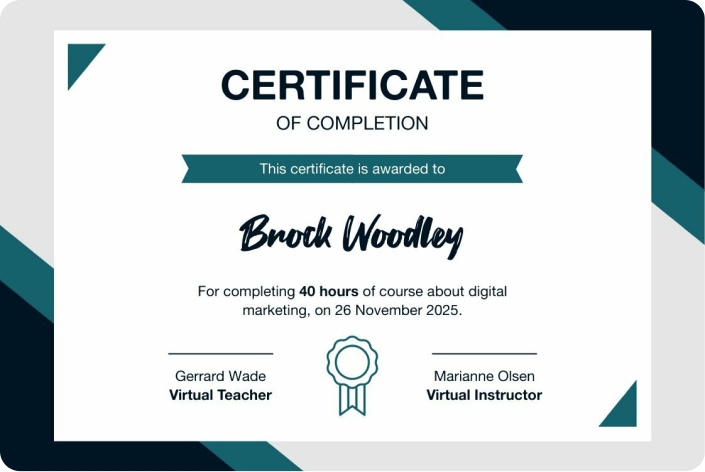 CERTIFICATE
OF COMPLETION
This certificate is awarded to
Brock Woodley
For completing 40 hours of course about digital
marketing, on 26 November 2025.
Gerrard Wade
Virtual Teacher
Marianne Olsen
Virtual Instructor